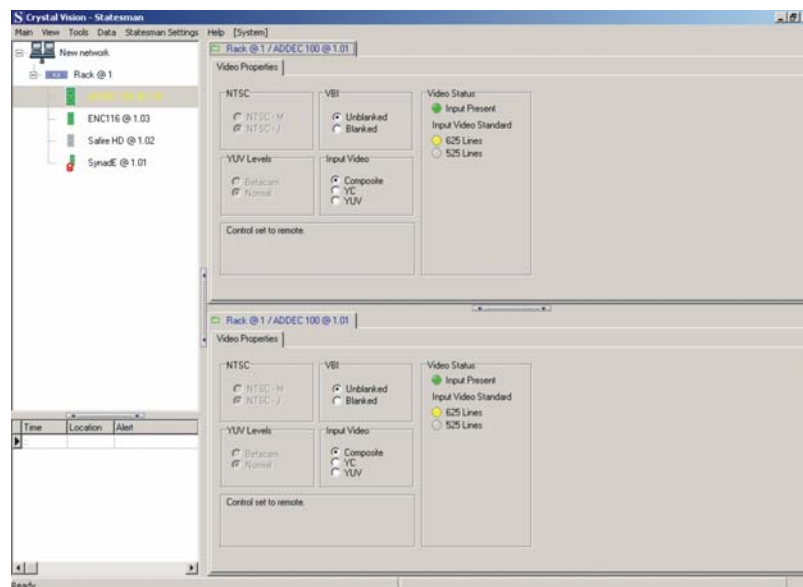 Crystal Vision - Statesman
Main View Tools Data Statesman Settings Help [System]
New network
Rack @ 1
ENC116 @ 1.03
Safire HD @ 1.02
SynadE @ 1.01
Time Location Alert
Rack @ 1 / ADDEC 100 @ 1.01
Video Properties
NTSC
NTSC - M
NTSC - J
VBI
Unblanked
Blanked
Video Status
Input Present
Input Video Standard
625 Lines
525 Lines
YUV Levels
Betacam
Normal
Input Video
Composite
YC
YUV
Control set to remote.
Rack @ 1 / ADDEC 100 @ 1.01
Video Properties
NTSC
NTSC - M
NTSC - J
VBI
Unblanked
Blanked
Video Status
Input Present
Input Video Standard
625 Lines
525 Lines
YUV Levels
Betacam
Normal
Input Video
Composite
YC
YUV
Control set to remote.
Ready